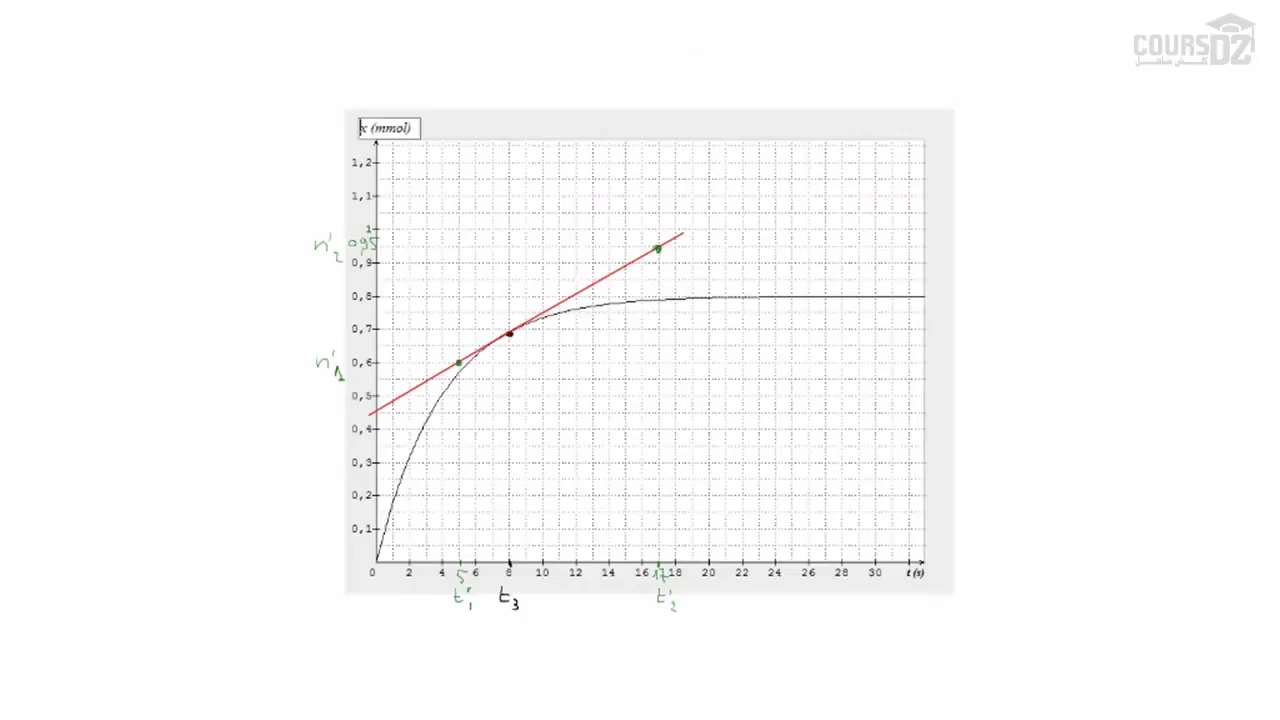 COURSDZ
x (mmol)
1,2
1,1
1
n'2 0,95
0,9
0,8
0,7
0,6
n'1
0,5
0,4
0,3
0,2
0,1
0 2 4 5 6 8 10 12 14 16 17 18 20 22 24 26 28 30 t (s)
t'1 t3 t'2